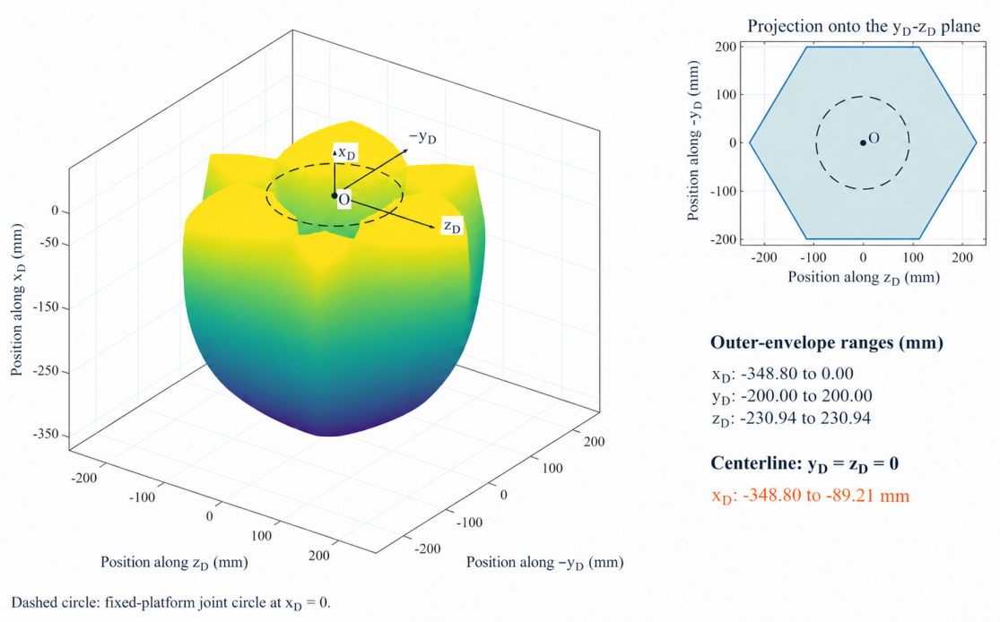 Projection onto the yD-zD plane
Position along -yD (mm)
200
100
0
-100
-200
O
-200
-100
0
100
200
Position along zD (mm)
−yD
xD
O
zD
Position along xD (mm)
0
-50
-150
-250
-350
-200
-100
0
100
200
Position along zD (mm)
200
100
0
-100
-200
Position along −yD (mm)
Outer-envelope ranges (mm)
xD: -348.80 to 0.00
yD: -200.00 to 200.00
zD: -230.94 to 230.94
Centerline: yD = zD = 0
xD: -348.80 to -89.21 mm
Dashed circle: fixed-platform joint circle at xD = 0.